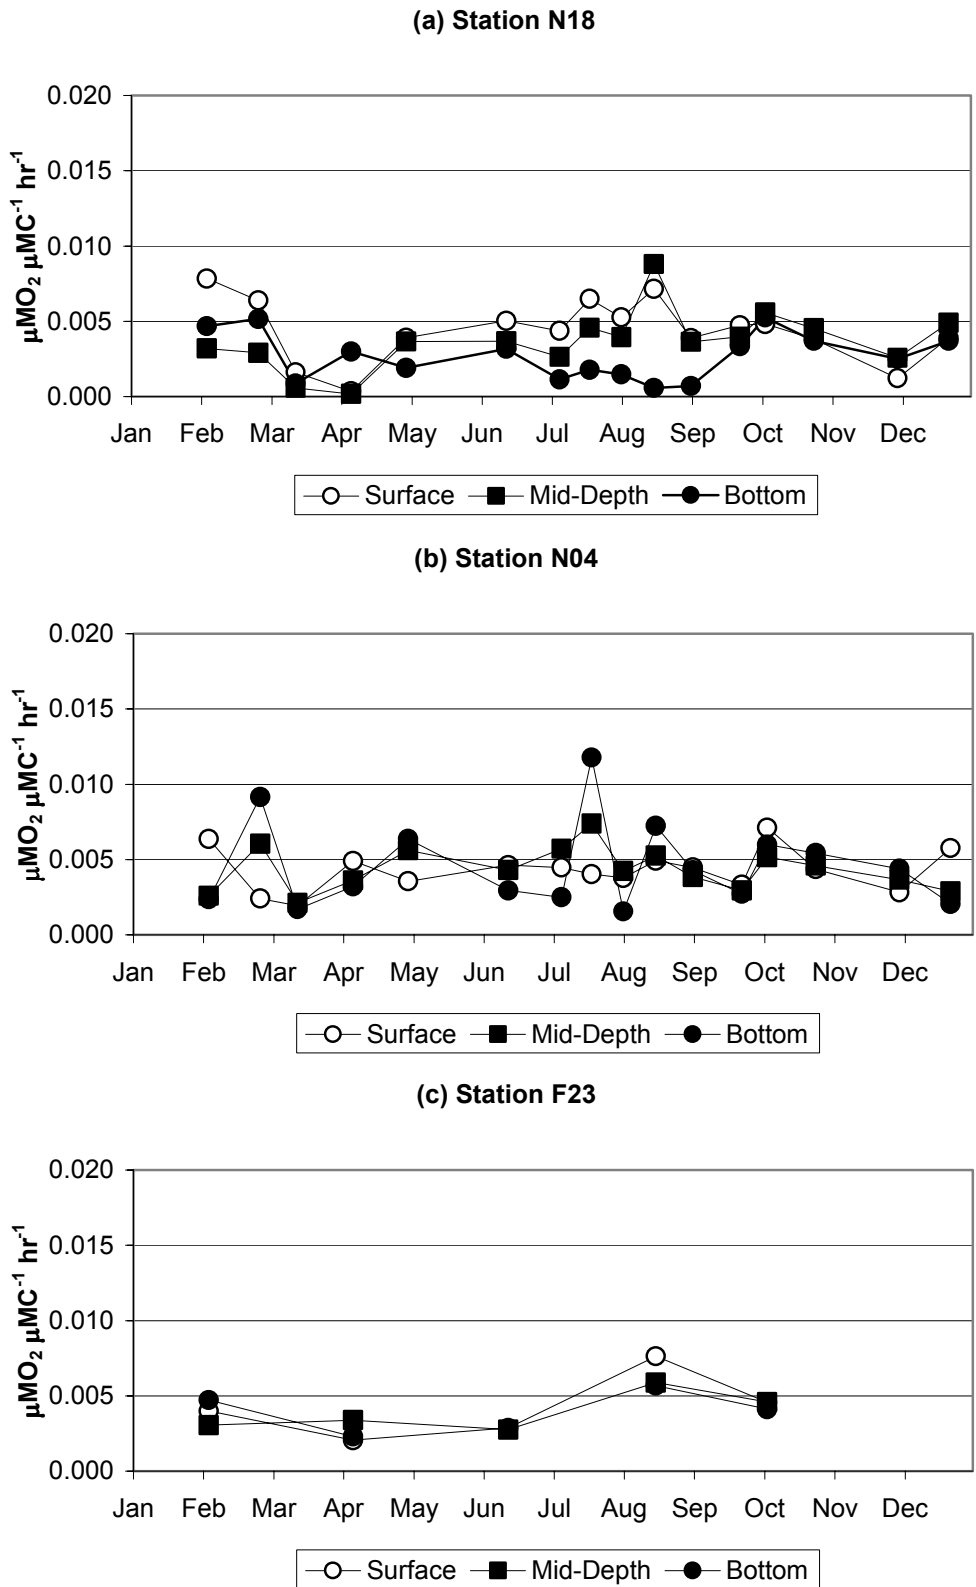 (a) Station N18
0.020
0.015
0.010
0.005
0.000
μMO₂ μMC⁻¹ hr⁻¹
Jan Feb Mar Apr May Jun Jul Aug Sep Oct Nov Dec
Surface Mid-Depth Bottom
(b) Station N04
0.020
0.015
0.010
0.005
0.000
μMO₂ μMC⁻¹ hr⁻¹
Jan Feb Mar Apr May Jun Jul Aug Sep Oct Nov Dec
Surface Mid-Depth Bottom
(c) Station F23
0.020
0.015
0.010
0.005
0.000
μMO₂ μMC⁻¹ hr⁻¹
Jan Feb Mar Apr May Jun Jul Aug Sep Oct Nov Dec
Surface Mid-Depth Bottom